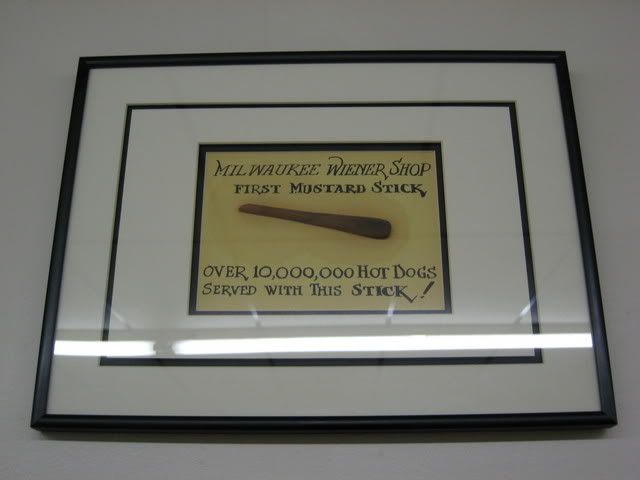 MILWAUKEE WIENER SHOP
FIRST MUSTARD STICK
OVER 10,000,000 HOT DOGS
SERVED WITH THIS STICK!